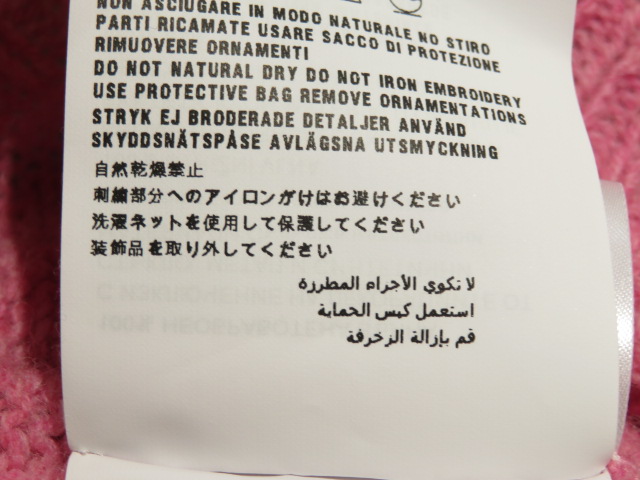 NON ASCIUGARE IN MODO NATURALE NO STIRO
PARTI RICAMATE USARE SACCO DI PROTEZIONE
RIMUOVERE ORNAMENTI
DO NOT NATURAL DRY DO NOT IRON EMBROIDERY
USE PROTECTIVE BAG REMOVE ORNAMENTATIONS
STRYK EJ BRODERADE DETALJER ANVÄND
SKYDDSNÄTSPÅSE AVLÄGSNA UTSMYCKNING
自然乾燥禁止
刺繍部分へのアイロンがけはお避けください
洗濯ネットを使用して保護してください
装飾品を取り外してください
لا تكوي الأجزاء المطرزة
استعمل كيس الحماية
قم بإزالة الزخرفة